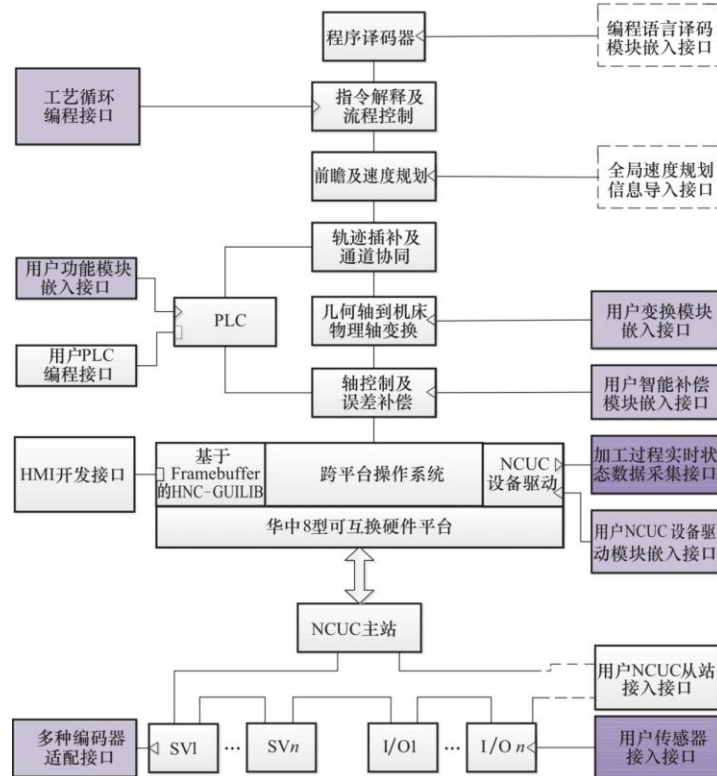 程序译码器
编程语言译码
模块嵌入接口
工艺循环
编程接口
指令解释及
流程控制
前瞻及速度规划
全局速度规划
信息导入接口
轨迹插补及
通道协同
用户功能模块
嵌入接口
PLC
几何轴到机床
物理轴变换
用户变换模块
嵌入接口
用户PLC
编程接口
轴控制及
误差补偿
用户智能补偿
模块嵌入接口
HMI开发接口
基于
Framebuffer
的HNC-GUILIB
跨平台操作系统
NCUC
设备驱动
加工过程实时状
态数据采集接口
华中8型可互换硬件平台
用户NCUC 设备驱
动模块嵌入接口
NCUC主站
用户NCUC从站
接入接口
多种编码器
适配接口
SV1
...
SVn
I/O1
...
I/O n
用户传感器
接入接口